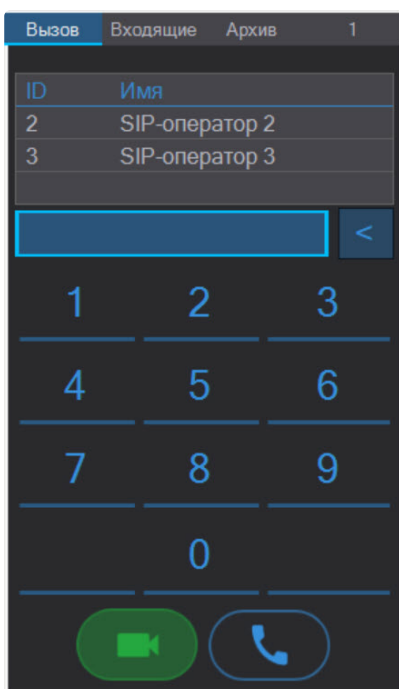 Вызов Входящие Архив 1
ID Имя
2 SIP-оператор 2
3 SIP-оператор 3
<
1 2 3
4 5 6
7 8 9
0